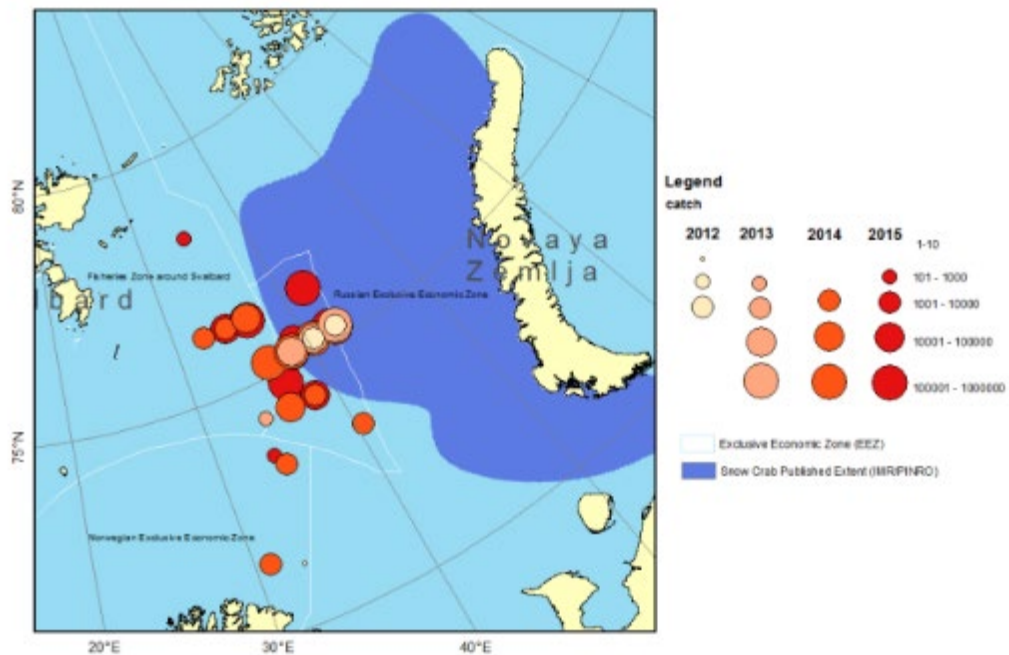 80°N
75°N
20°E
30°E
40°E
Fisheries Zone around Svalbard
lbard
l
Novaya
Zemlja
Russian Exclusive Economic Zone
Norwegian Exclusive Economic Zone
Legend
catch
2012 2013 2014 2015
1-10
101 - 1000
1001 - 10000
10001 - 100000
100001 - 1000000
Exclusive Economic Zone (EEZ)
Snow Crab Published Extent (IMR/PINRO)